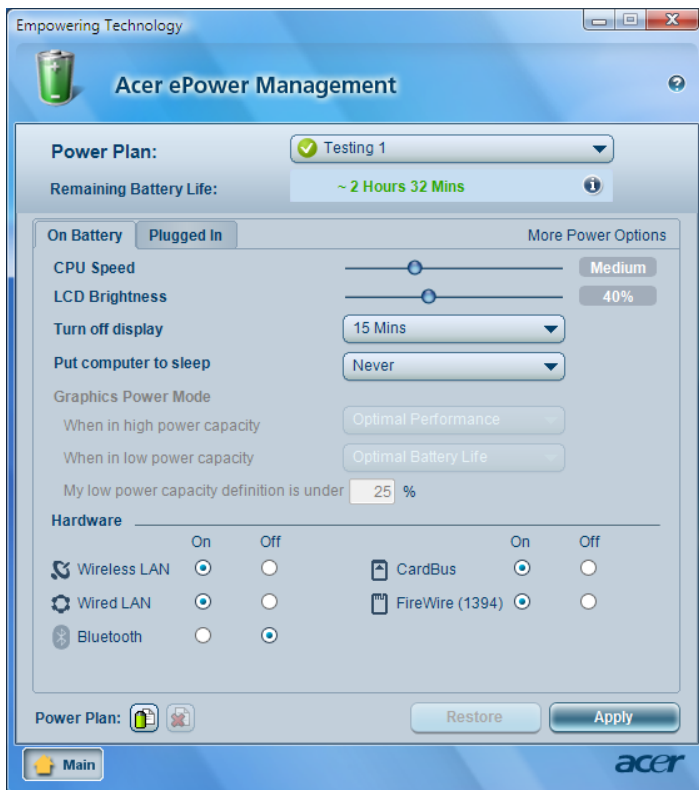 Empowering Technology
Acer ePower Management
Power Plan: Testing 1
Remaining Battery Life: ~ 2 Hours 32 Mins
On Battery Plugged In More Power Options
CPU Speed Medium
LCD Brightness 40%
Turn off display 15 Mins
Put computer to sleep Never
Graphics Power Mode
When in high power capacity Optimal Performance
When in low power capacity Optimal Battery Life
My low power capacity definition is under 25 %
Hardware
On Off On Off
Wireless LAN CardBus
Wired LAN FireWire (1394)
Bluetooth
Power Plan: Restore Apply
Main acer